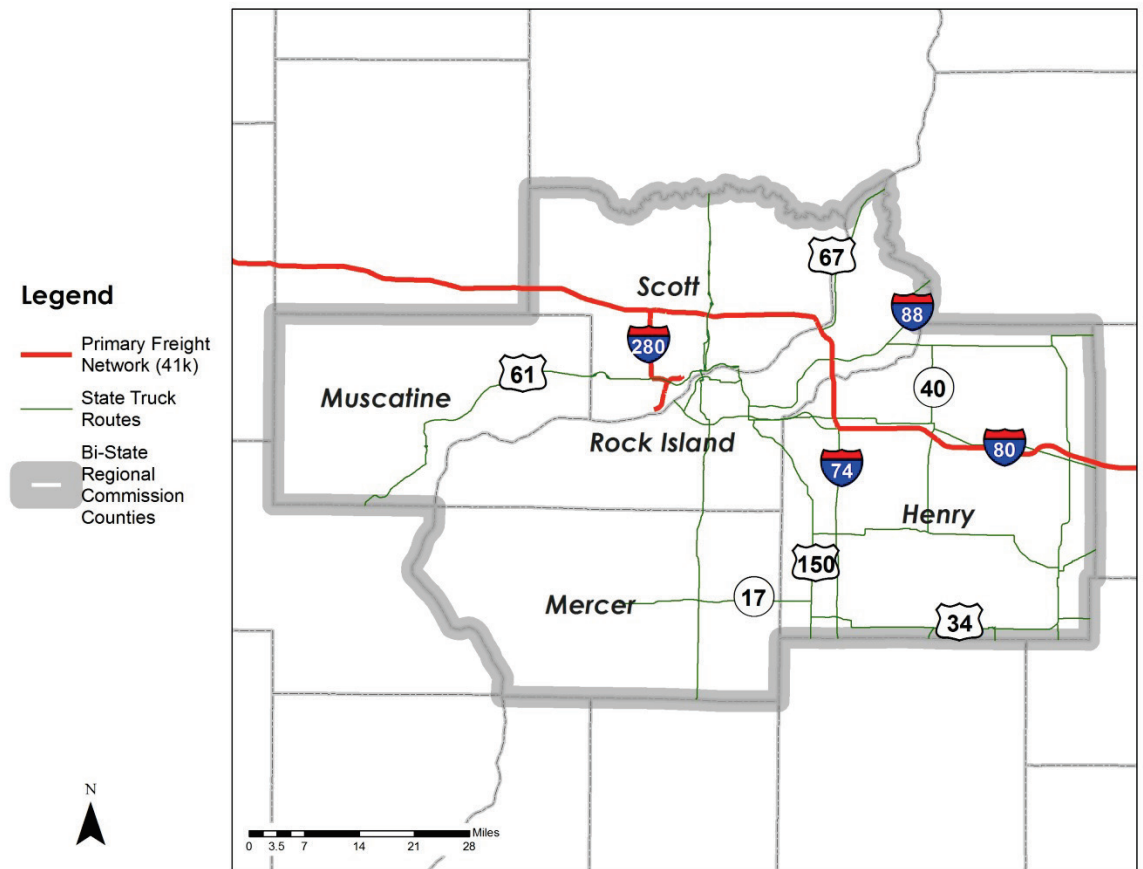 Legend
Primary Freight
Network (41k)
State Truck
Routes
Bi-State
Regional
Commission
Counties
N
67
Scott
88
280
61
40
Muscatine
Rock Island
80
74
Henry
150
17
Mercer
34
Miles
0 3.5 7 14 21 28